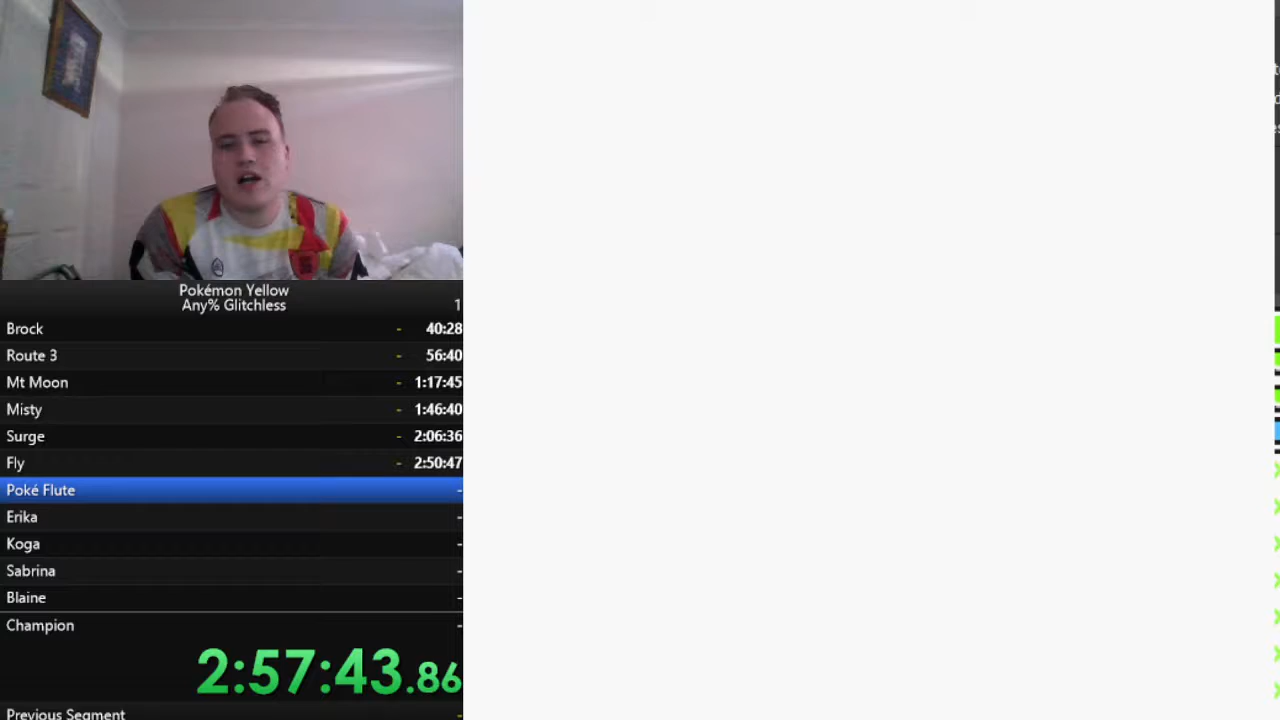 Pokémon Yellow
Any% Glitchless
1
Brock - 40:28
Route 3 - 56:40
Mt Moon - 1:17:45
Misty - 1:46:40
Surge - 2:06:36
Fly - 2:50:47
Poké Flute -
Erika -
Koga -
Sabrina -
Blaine -
Champion -
2:57:43.86
Previous Segment -